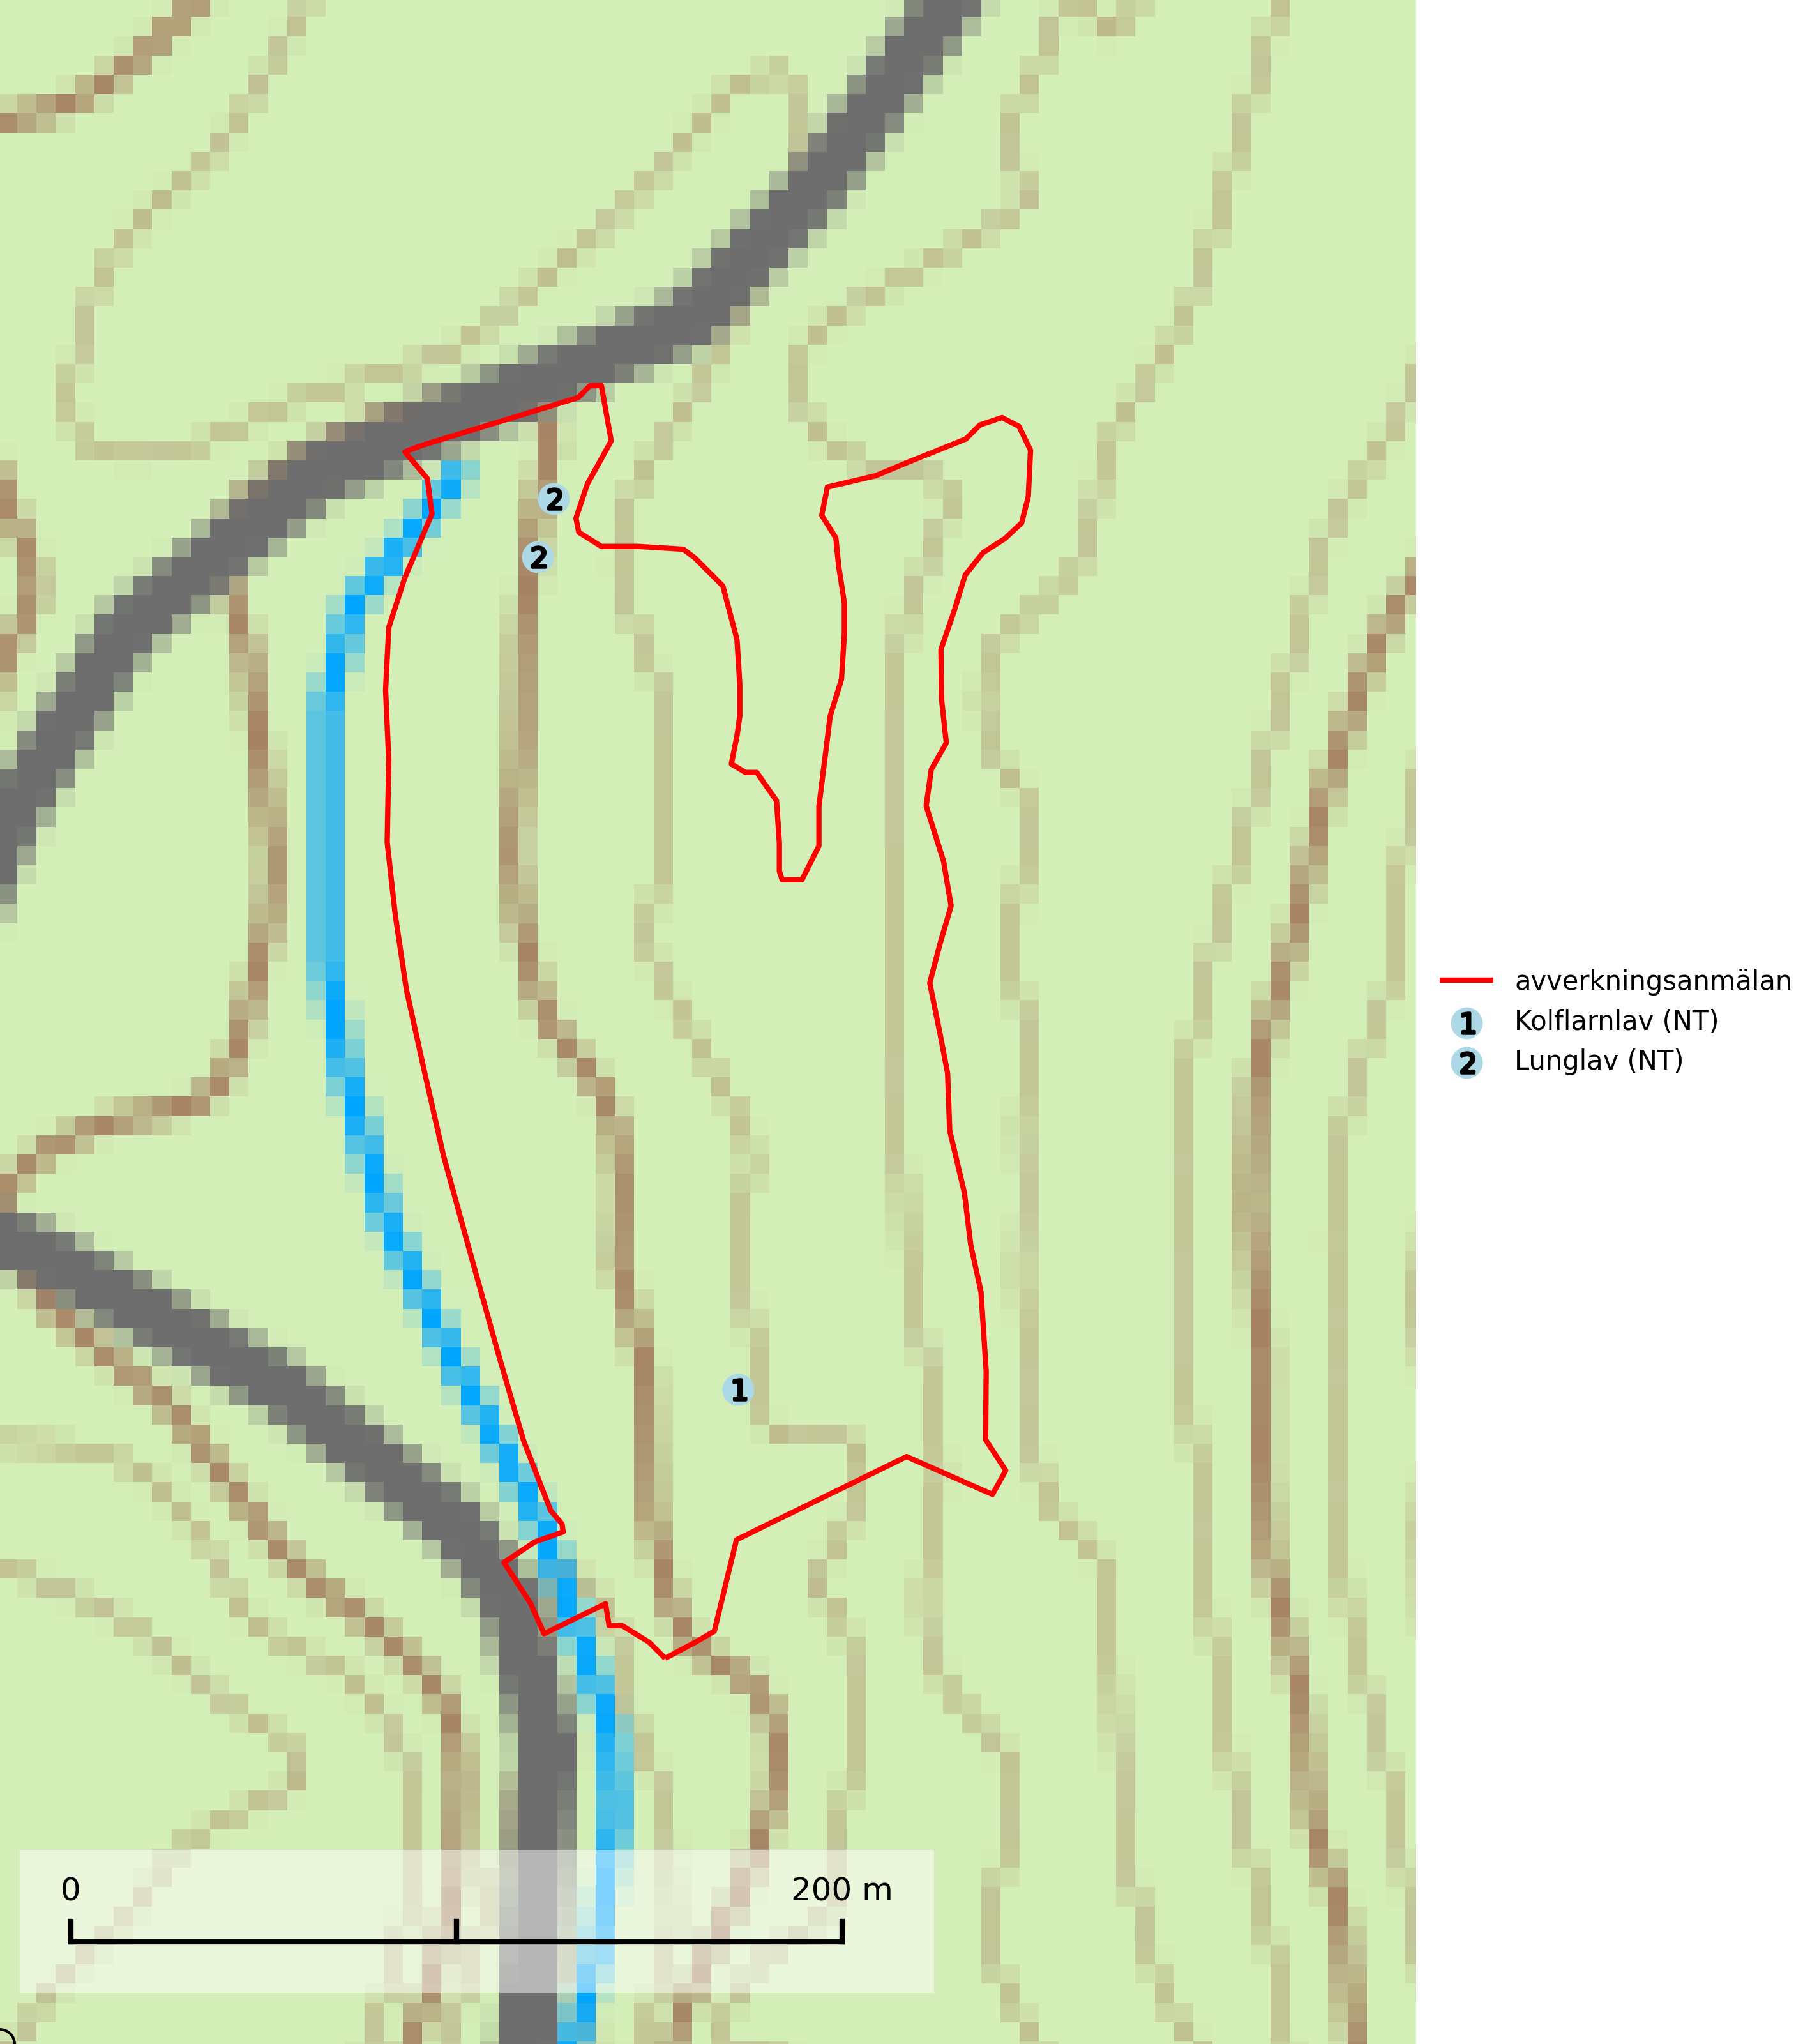 2
2
avverkningsanmälan
1 Kolflarnlav (NT)
2 Lunglav (NT)
1
0 200 m